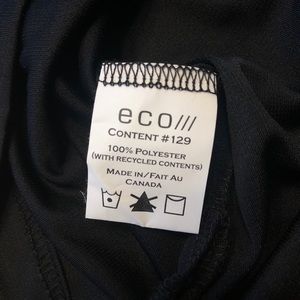 eco///
CONTENT #129
100% POLYESTER
(WITH RECYCLED CONTENTS)
MADE IN/FAIT AU
CANADA